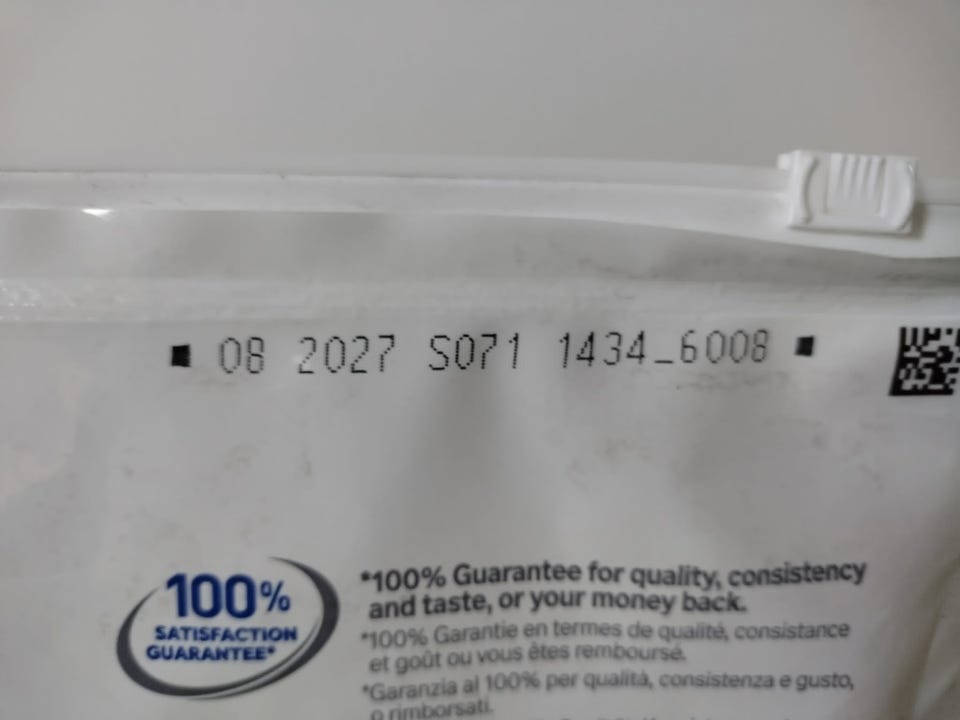 08 2027 S071 1434_6008
100%
SATISFACTION
GUARANTEE*
*100% Guarantee for quality, consistency
and taste, or your money back.
*100% Garantie en termes de qualité, consistance
et goût ou vous êtes remboursé.
*Garanzia al 100% per qualità, consistenza e gusto,
o rimborsati.